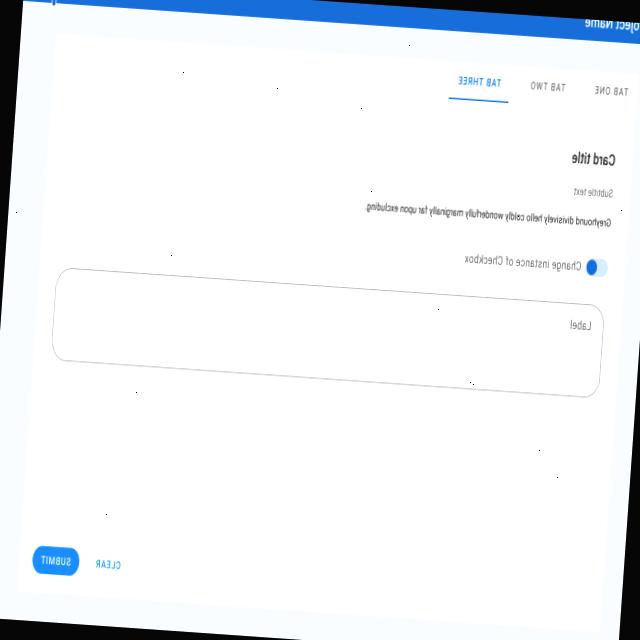 oject Name
TAB ONE
TAB TWO
TAB THREE
Card title
Subtitle text
Greyhound divisively hello coldly wonderfully marginally far upon excluding.
Change instance of Checkbox
Label
CLEAR
SUBMIT